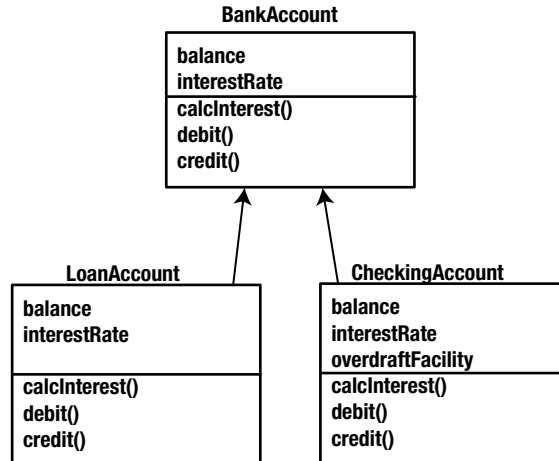 BankAccount
balance
interestRate
calcInterest()
debit()
credit()
LoanAccount
balance
interestRate
calcInterest()
debit()
credit()
CheckingAccount
balance
interestRate
overdraftFacility
calcInterest()
debit()
credit()